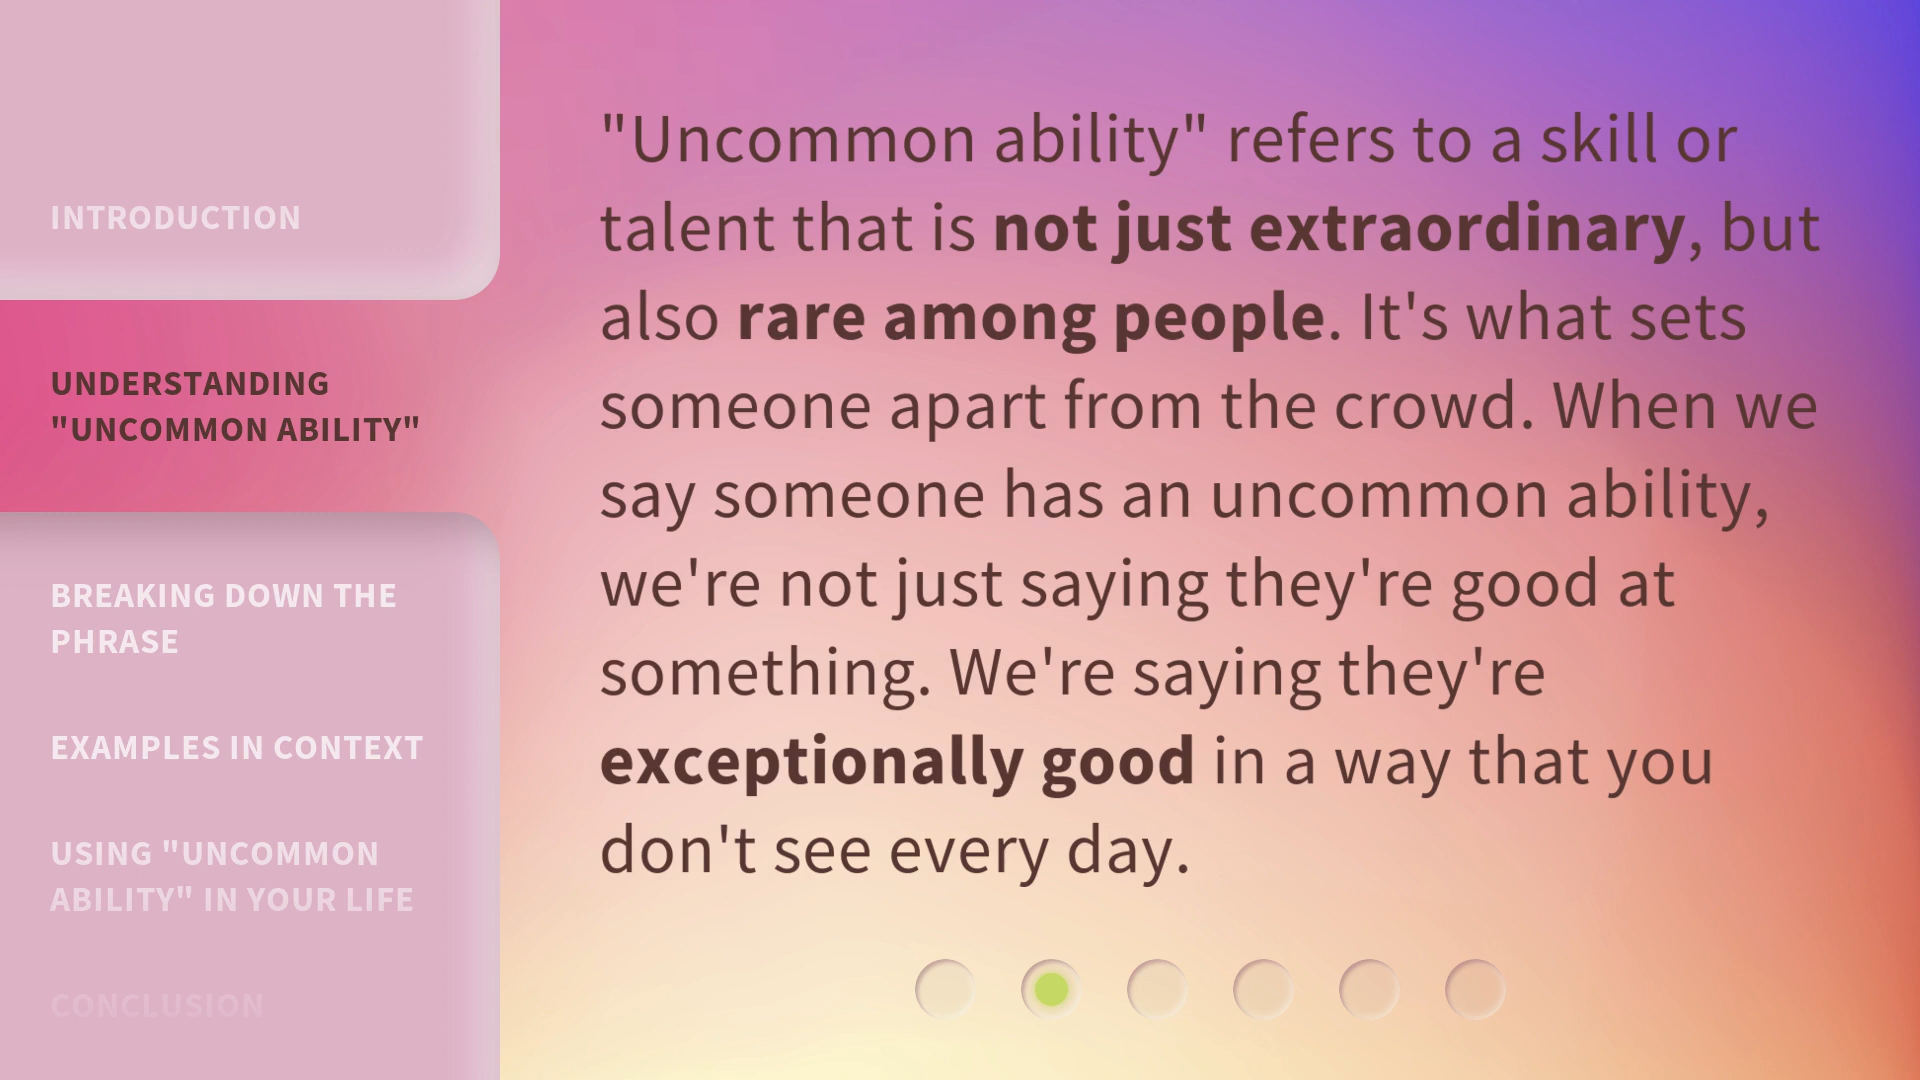 INTRODUCTION
UNDERSTANDING
"UNCOMMON ABILITY"
BREAKING DOWN THE
PHRASE
EXAMPLES IN CONTEXT
USING "UNCOMMON
ABILITY" IN YOUR LIFE
CONCLUSION
"Uncommon ability" refers to a skill or
talent that is not just extraordinary, but
also rare among people. It's what sets
someone apart from the crowd. When we
say someone has an uncommon ability,
we're not just saying they're good at
something. We're saying they're
exceptionally good in a way that you
don't see every day.